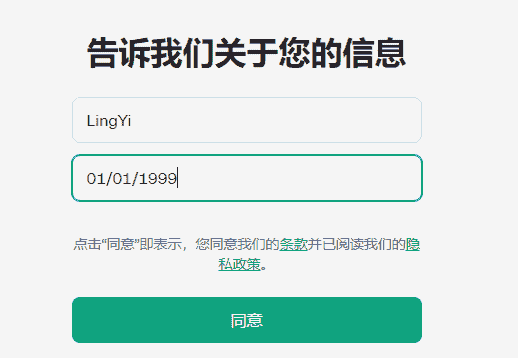 告诉我们关于您的信息
LingYi
01/01/1999
点击“同意”即表示，您同意我们的条款并已阅读我们的隐
私政策。
同意